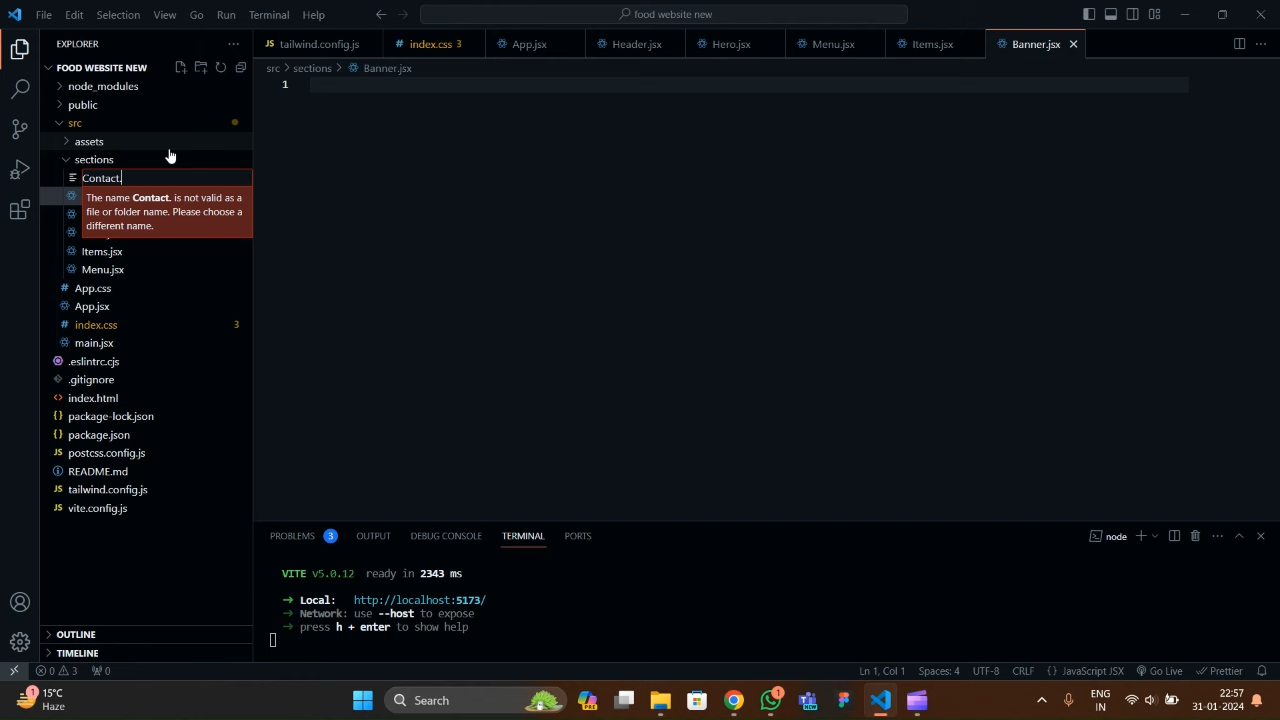 File Edit Selection View Go Run Terminal Help
food website new
EXPLORER
tailwind.config.js
index.css 3
App.jsx
Header.jsx
Hero.jsx
Menu.jsx
Items.jsx
Banner.jsx
FOOD WEBSITE NEW
src > sections > Banner.jsx
1
node_modules
public
src
assets
sections
Contact.
The name Contact. is not valid as a
file or folder name. Please choose a
different name.
Items.jsx
Menu.jsx
App.css
App.jsx
index.css 3
main.jsx
.eslintrc.cjs
.gitignore
index.html
package-lock.json
package.json
postcss.config.js
README.md
tailwind.config.js
vite.config.js
PROBLEMS 3 OUTPUT DEBUG CONSOLE TERMINAL PORTS
node
VITE v5.0.12 ready in 2343 ms
➜ Local: http://localhost:5173/
➜ Network: use --host to expose
➜ press h + enter to show help
OUTLINE
TIMELINE
0 3 0
Ln 1, Col 1 Spaces: 4 UTF-8 CRLF {} JavaScript JSX Go Live Prettier
1
15°C
Haze
Search
PRE
1
ENG
IN
22:57
31-01-2024